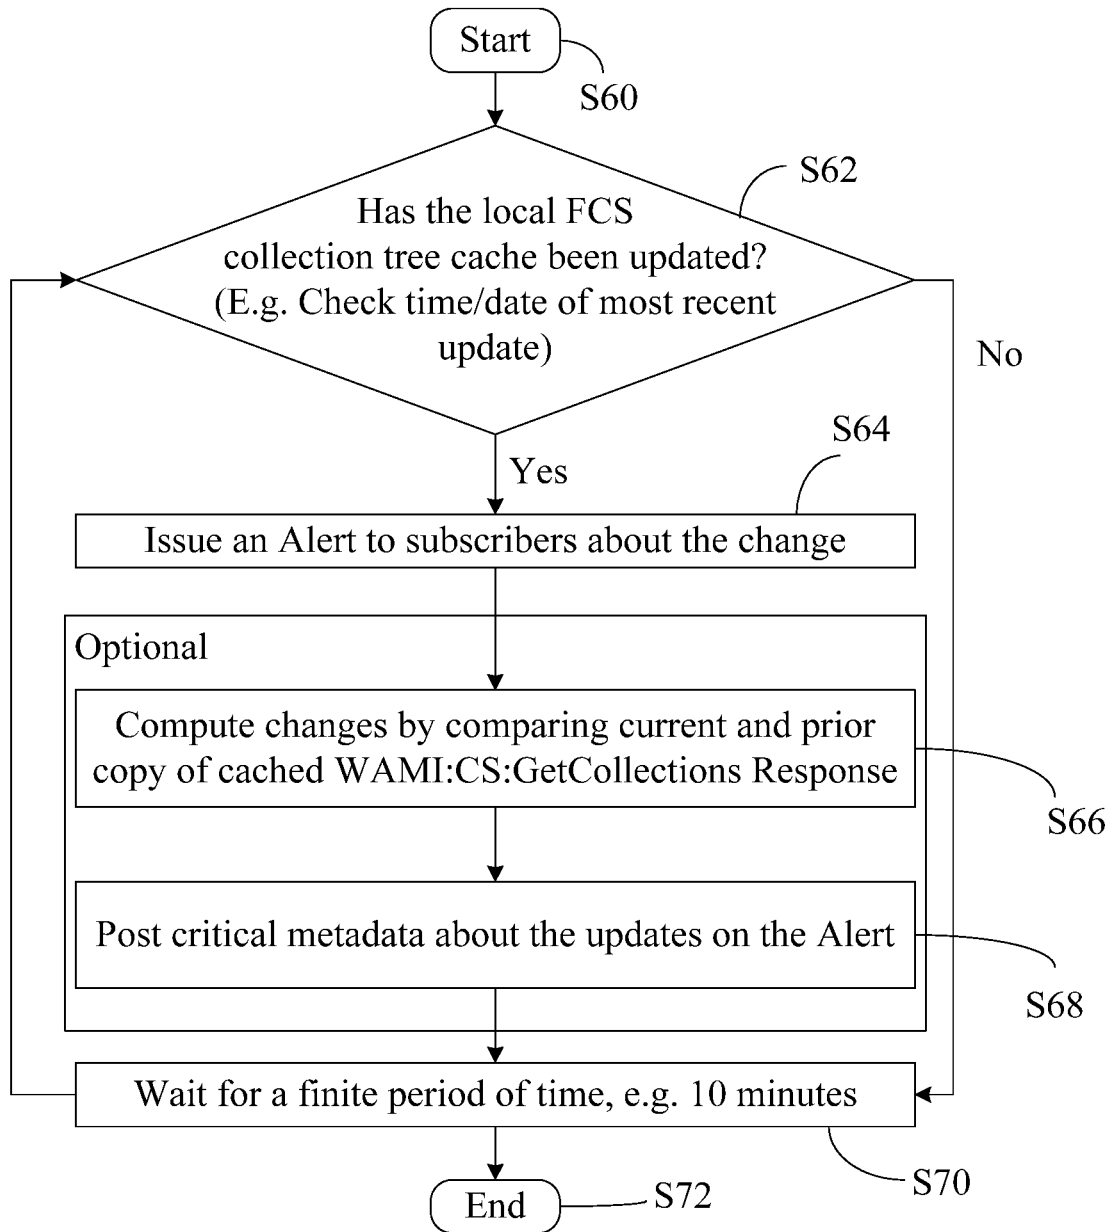 Start
S60
S62
Has the local FCS
collection tree cache been updated?
(E.g. Check time/date of most recent
update)
No
S64
Yes
Issue an Alert to subscribers about the change
Optional
Compute changes by comparing current and prior
copy of cached WAMI:CS:GetCollections Response
S66
Post critical metadata about the updates on the Alert
S68
Wait for a finite period of time, e.g. 10 minutes
S70
End
S72